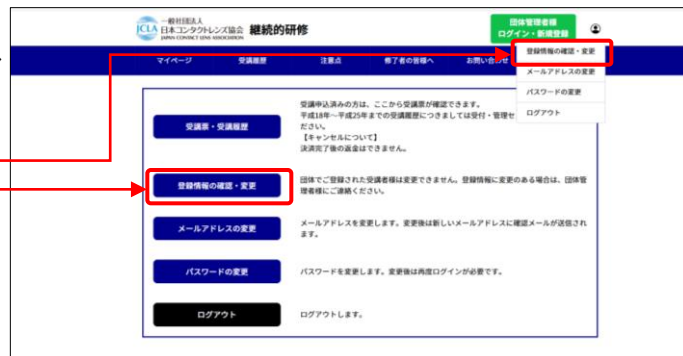 一般社団法人
日本コンタクトレンズ協会 継続的研修
JCLA
JAPAN CONTACT LENS ASSOCIATION
団体管理者様
ログイン・新規登録
マイページ
受講履歴
注意点
修了者の皆様へ
お問い合わせ
登録情報の確認・変更
メールアドレスの変更
パスワードの変更
ログアウト
受講票・受講履歴
受講申込済みの方は、ここから受講票が確認できます。
平成18年～平成25年までの受講履歴につきましては受付・管理セ
ださい。
【キャンセルについて】
決済完了後の返金はできません。
登録情報の確認・変更
団体でご登録された受講者様は変更できません。登録情報に変更のある場合は、団体管
理者様にご連絡ください。
メールアドレスの変更
メールアドレスを変更します。変更後は新しいメールアドレスに確認メールが送信され
ます。
パスワードの変更
パスワードを変更します。変更後は再度ログインが必要です。
ログアウト
ログアウトします。